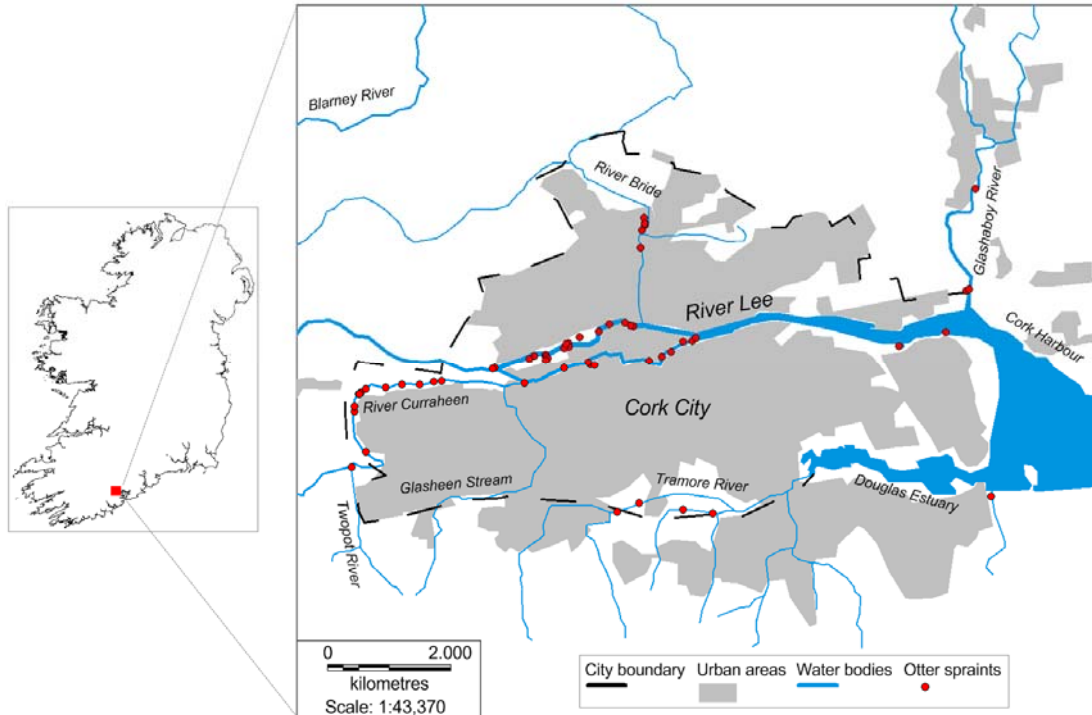 Blarney River
River Bride
Glashaboy River
River Lee
Cork Harbour
River Curraheen
Cork City
Glasheen Stream
Tramore River
Douglas Estuary
Twopot River
0 2.000
kilometres
Scale: 1:43,370
City boundary Urban areas Water bodies Otter spraints